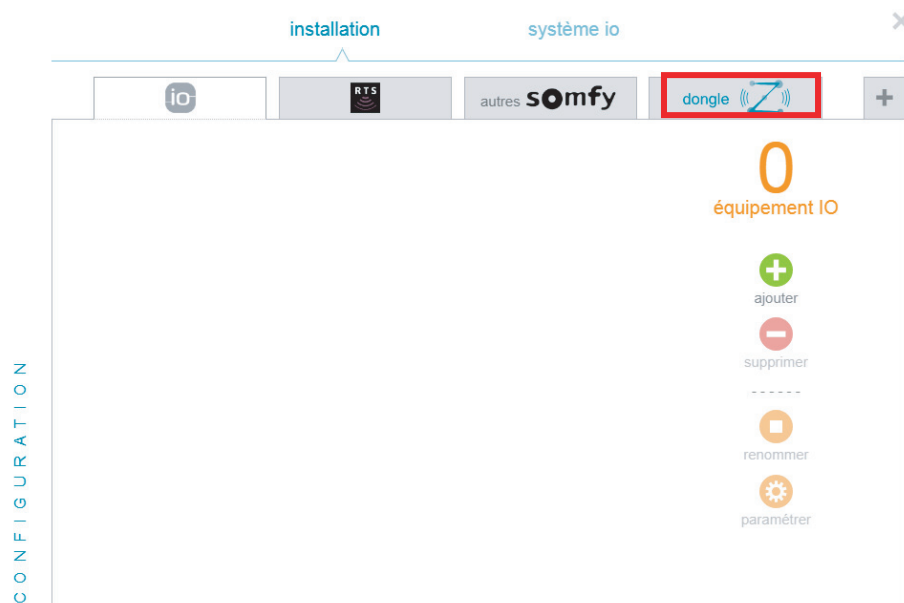 installation
système io
io
RTS
autres somfy
dongle Z
0
équipement IO
ajouter
supprimer
renommer
paramétrer
CONFIGURATION